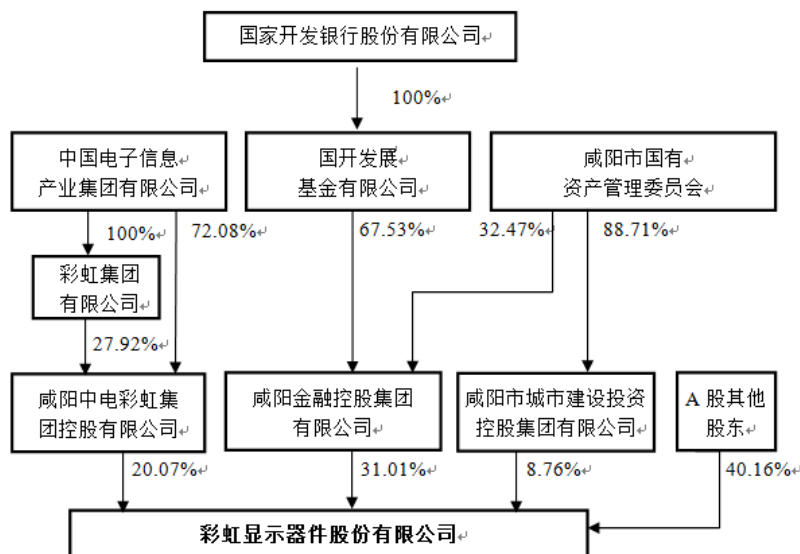 国家开发银行股份有限公司
100%
中国电子信息
产业集团有限公司
国开发展
基金有限公司
咸阳市国有
资产管理委员会
100%
72.08%
67.53%
32.47%
88.71%
彩虹集团
有限公司
27.92%
咸阳中电彩虹集
团控股有限公司
咸阳金融控股集团
有限公司
咸阳市城市建设投资
控股集团有限公司
A 股其他
股东
20.07%
31.01%
8.76%
40.16%
彩虹显示器件股份有限公司